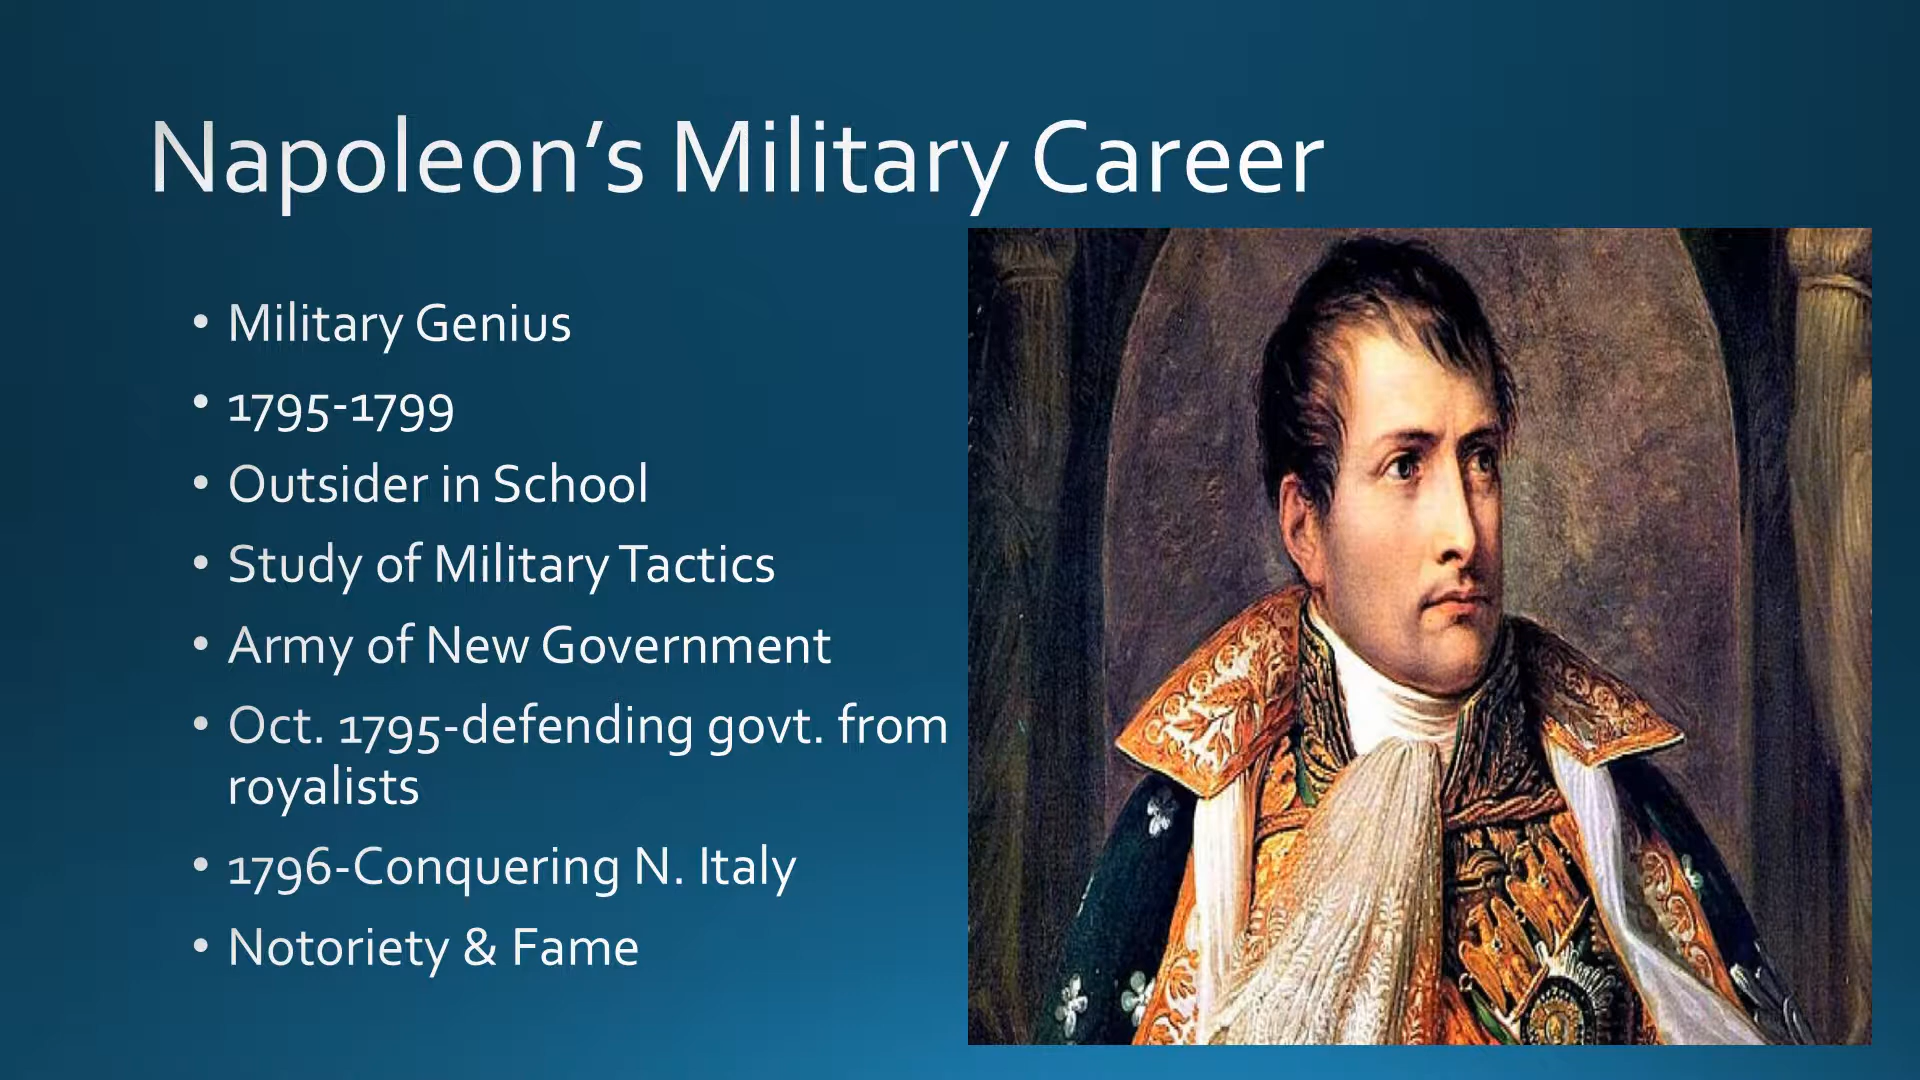 Napoleon’s Military Career
• Military Genius
• 1795-1799
• Outsider in School
• Study of Military Tactics
• Army of New Government
• Oct. 1795-defending govt. from
royalists
• 1796-Conquering N. Italy
• Notoriety & Fame